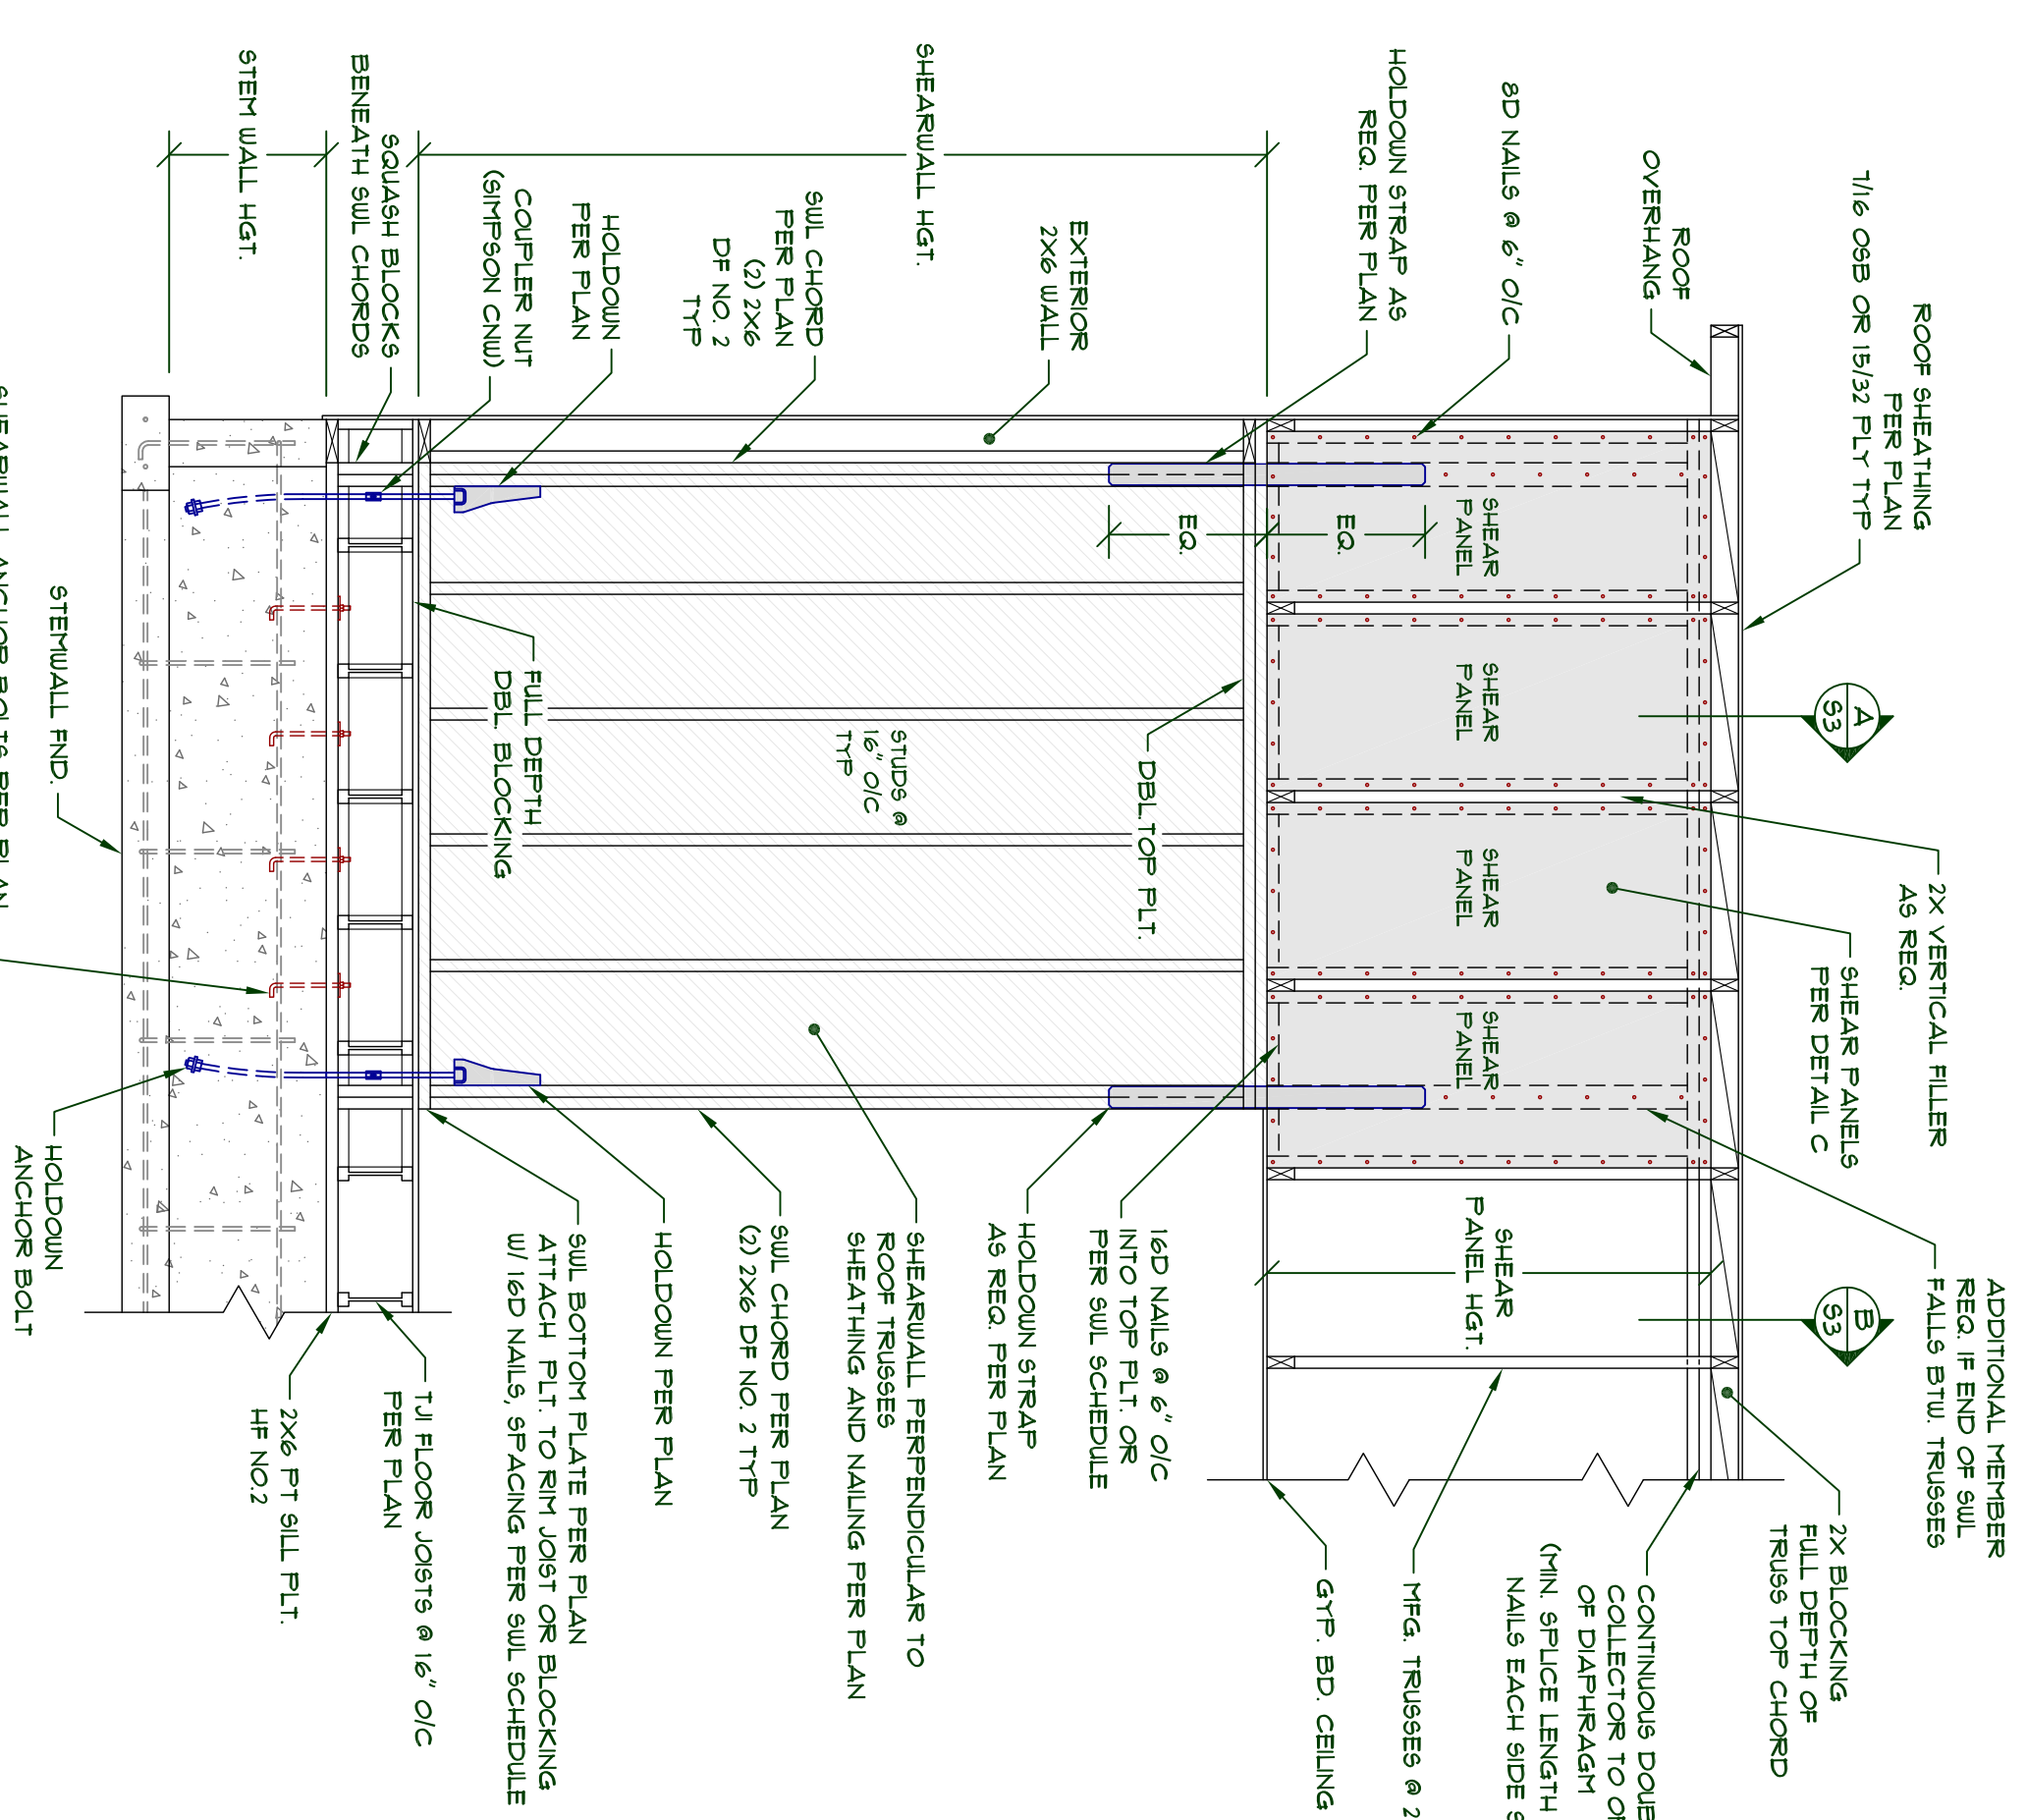 ROOF SHEATHING
PER PLAN
7/16 OSB OR 15/32 PLY TYP
ROOF
OVERHANG
8D NAILS @ 6" O/C
HOLDOWN STRAP AS
REQ. PER PLAN
EXTERIOR
2X6 WALL
SHEARWALL HGT.
SWL CHORD
PER PLAN
(2) 2X6
DF NO. 2
TYP
HOLDOWN
PER PLAN
COUPLER NUT
(SIMPSON CNW)
SQUASH BLOCKS
BENEATH SWL CHORDS
STEM WALL HGT.
A
S3
2X VERTICAL FILLER
AS REQ.
SHEAR PANELS
PER DETAIL C
SHEAR
PANEL
SHEAR
PANEL
SHEAR
PANEL
SHEAR
PANEL
EQ.
EQ.
DBL.TOP PLT.
STUDS @
16" O/C
TYP
FULL DEPTH
DBL. BLOCKING
STEMWALL FND.
SHEARWALL ANCHOR BOLTS PER PLAN
ADDITIONAL MEMBER
REQ. IF END OF SWL
FALLS BTW. TRUSSES
B
S3
2X BLOCKING
FULL DEPTH OF
TRUSS TOP CHORD
CONTINUOUS
COLLECTOR TO
OF DIAPHRAGM
(MIN. SPLICE LENGTH
NAILS EACH SIDE
SHEAR
PANEL HGT.
MFG. TRUSSES @ 2
GYP. BD. CEILING
16D NAILS @ 6" O/C
INTO TOP PLT. OR
PER SWL SCHEDULE
HOLDOWN STRAP
AS REQ. PER PLAN
SHEARWALL PERPENDICULAR TO
ROOF TRUSSES
SHEATHING AND NAILING PER PLAN
SWL CHORD PER PLAN
(2) 2X6 DF NO. 2 TYP
HOLDOWN PER PLAN
SWL BOTTOM PLATE PER PLAN
ATTACH PLT. TO RIM JOIST OR BLOCKING
W/ 16D NAILS, SPACING PER SWL SCHEDULE
TJI FLOOR JOISTS @ 16" O/C
PER PLAN
2X6 PT SILL PLT.
HF NO.2
HOLDOWN
ANCHOR BOLT